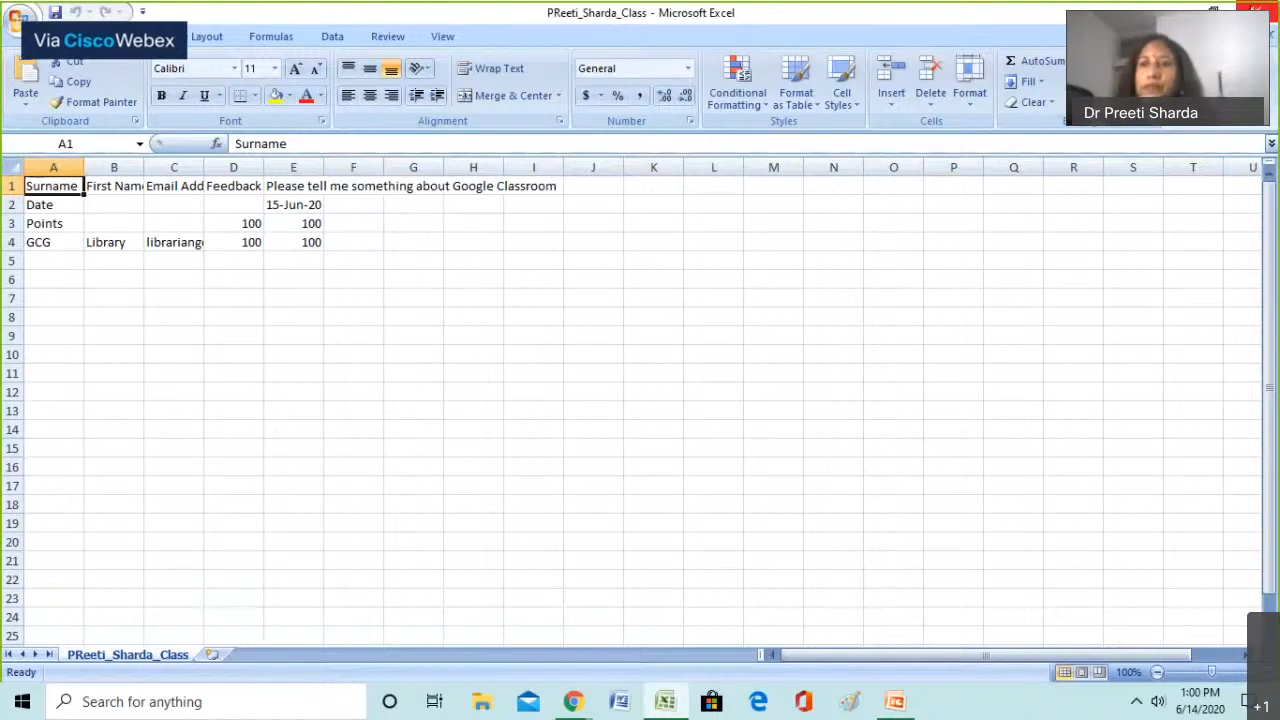 PReeti_Sharda_Class - Microsoft Excel
Via CiscoWebex
Layout Formulas Data Review View
Cut
Copy
Format Painter
Paste
Clipboard
Calibri 11
B I U
Font
Wrap Text
Merge & Center
Alignment
General
$ % ,
Number
Conditional Formatting
Format as Table
Cell Styles
Styles
Insert Delete Format
Cells
Σ AutoSum
Fill
Clear
Dr Preeti Sharda
A1 fx Surname
A B C D E F G H I J K L M N O P Q R S T U
1 Surname First Name Email Add Feedback Please tell me something about Google Classroom
2 Date 15-Jun-20
3 Points 100 100
4 GCG Library librariang 100 100
5
6
7
8
9
10
11
12
13
14
15
16
17
18
19
20
21
22
23
24
25
PReeti_Sharda_Class
Ready 100%
Search for anything
1:00 PM
6/14/2020
+1